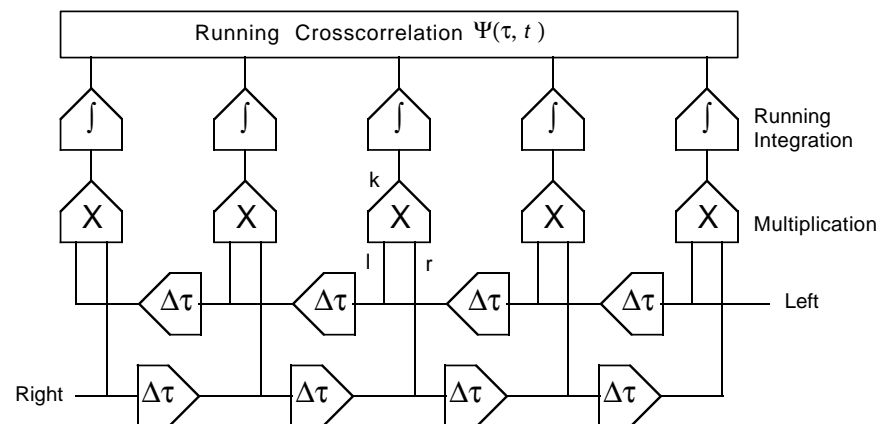 Running Crosscorrelation Ψ(τ, t )
∫ ∫ ∫ ∫ ∫
Running
Integration
k
X X X X X
Multiplication
l r
Δτ Δτ Δτ Δτ
Left
Right
Δτ Δτ Δτ Δτ